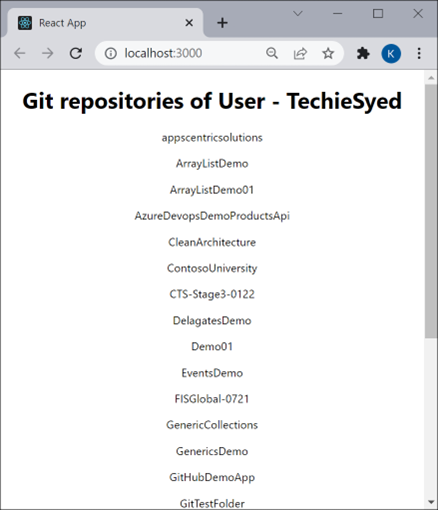 React App
localhost:3000
K
Git repositories of User - TechieSyed
appscentricsolutions
ArrayListDemo
ArrayListDemo01
AzureDevopsDemoProductsApi
CleanArchitecture
ContosoUniversity
CTS-Stage3-0122
DelagatesDemo
Demo01
EventsDemo
FISGlobal-0721
GenericCollections
GenericsDemo
GitHubDemoApp
GitTestFolder